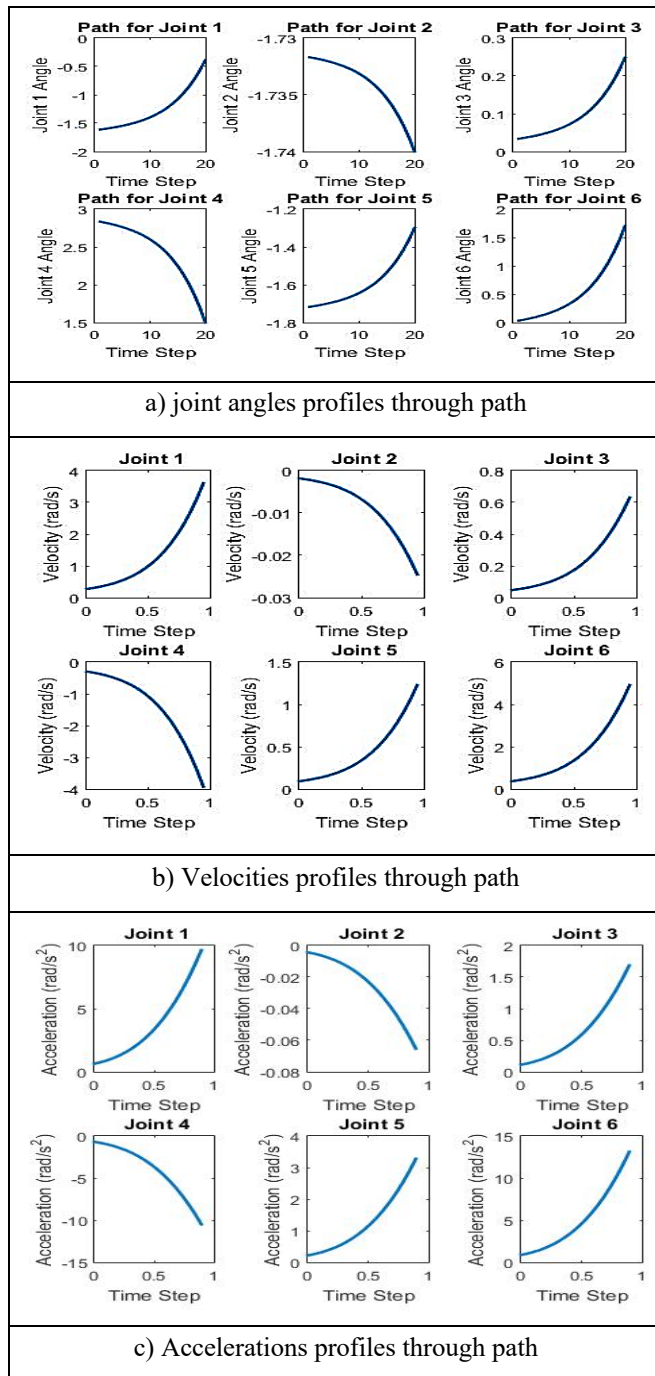 Path for Joint 1 Path for Joint 2 Path for Joint 3
Joint 1 Angle
0
-0.5
-1
-1.5
-2
0 10 20
Time Step
Joint 2 Angle
-1.73
-1.735
-1.74
0 10 20
Time Step
Joint 3 Angle
0.3
0.2
0.1
0
0 10 20
Time Step
Path for Joint 4 Path for Joint 5 Path for Joint 6
Joint 4 Angle
3
2.5
2
1.5
0 10 20
Time Step
Joint 5 Angle
-1.2
-1.4
-1.6
-1.8
0 10 20
Time Step
Joint 6 Angle
2
1.5
1
0.5
0
0 10 20
Time Step
a) joint angles profiles through path
Joint 1 Joint 2 Joint 3
Velocity (rad/s)
4
3
2
1
0
0 0.5 1
Time Step
Velocity (rad/s)
0
-0.01
-0.02
-0.03
0 0.5 1
Time Step
Velocity (rad/s)
0.8
0.6
0.4
0.2
0
0 0.5 1
Time Step
Joint 4 Joint 5 Joint 6
Velocity (rad/s)
0
-1
-2
-3
-4
0 0.5 1
Time Step
Velocity (rad/s)
1.5
1
0.5
0
0 0.5 1
Time Step
Velocity (rad/s)
6
4
2
0
0 0.5 1
Time Step
b) Velocities profiles through path
Joint 1 Joint 2 Joint 3
Acceleration (rad/s²)
10
5
0
0 0.5 1
Time Step
Acceleration (rad/s²)
0
-0.02
-0.04
-0.06
-0.08
0 0.5 1
Time Step
Acceleration (rad/s²)
2
1.5
1
0.5
0
0 0.5 1
Time Step
Joint 4 Joint 5 Joint 6
Acceleration (rad/s²)
0
-5
-10
-15
0 0.5 1
Time Step
Acceleration (rad/s²)
4
3
2
1
0
0 0.5 1
Time Step
Acceleration (rad/s²)
15
10
5
0
0 0.5 1
Time Step
c) Accelerations profiles through path